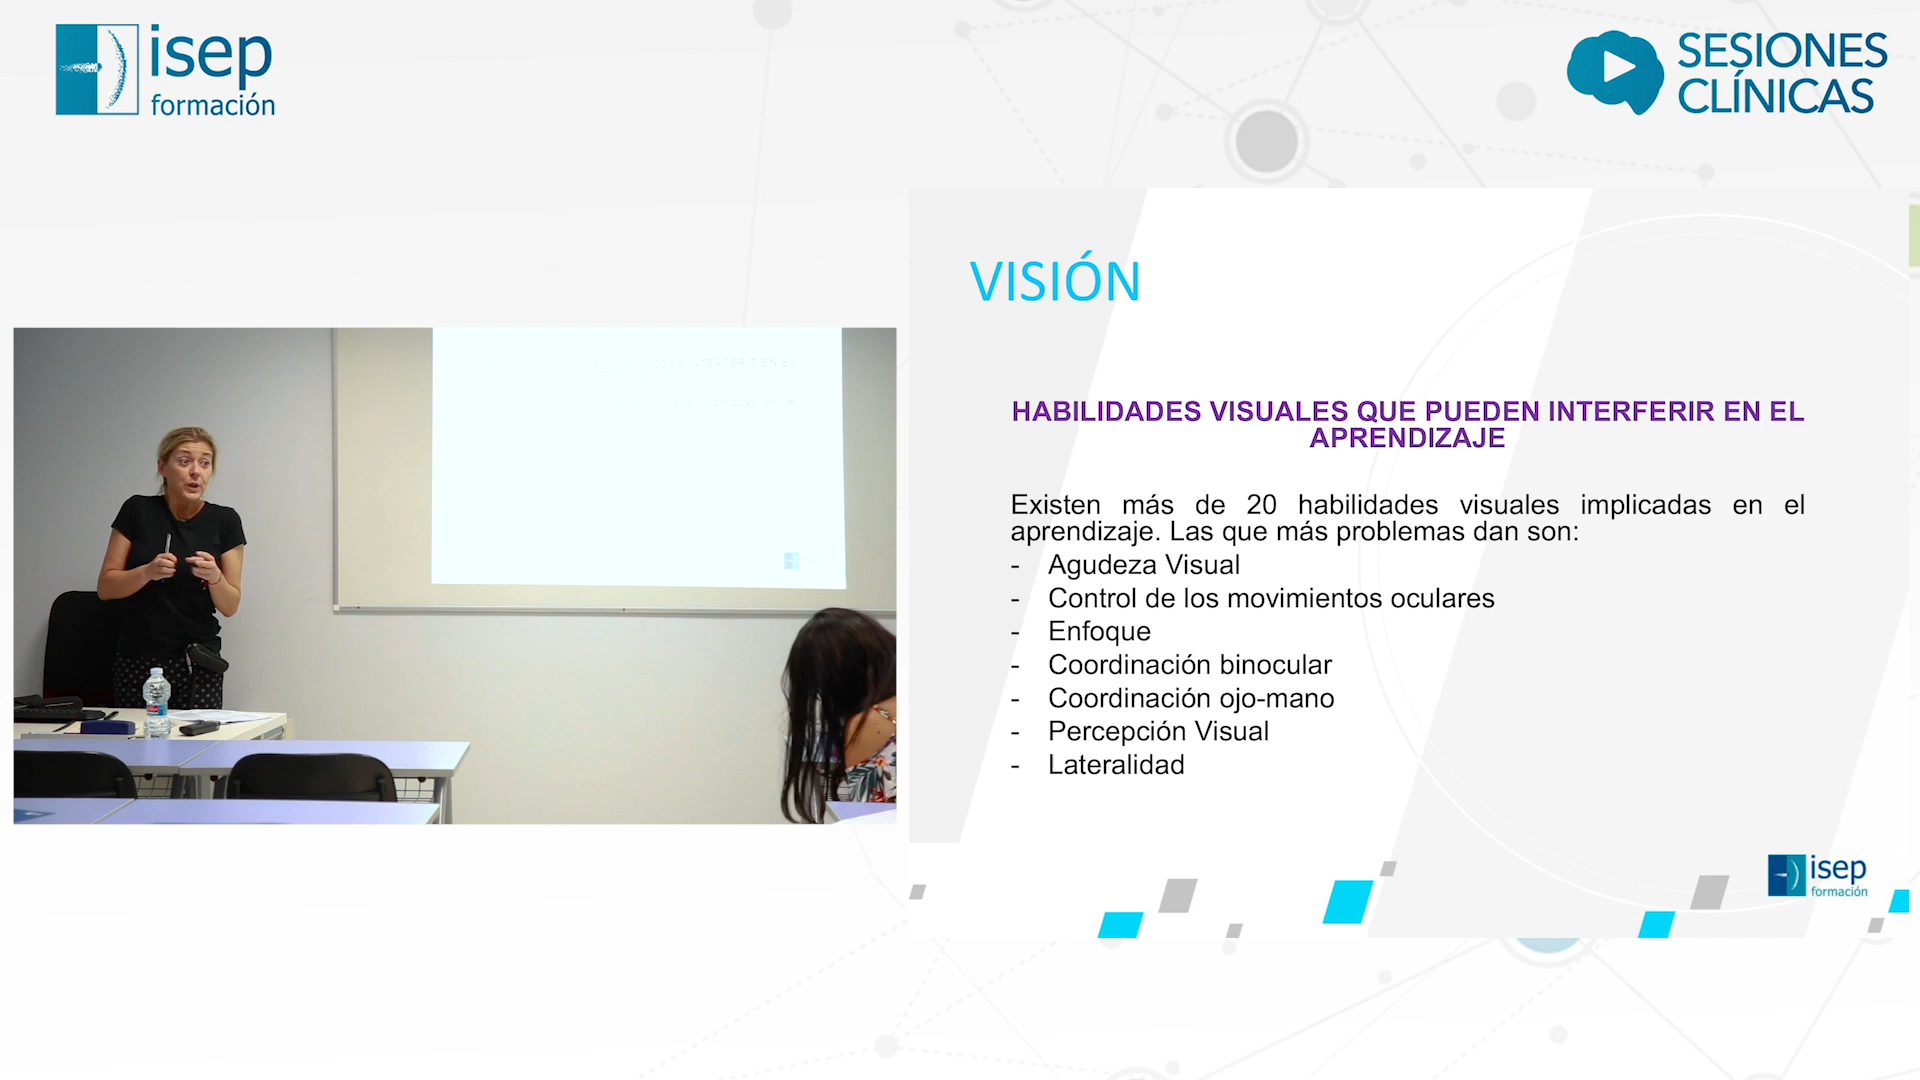 isep
formación
SESIONES
CLÍNICAS
VISIÓN
HABILIDADES VISUALES QUE PUEDEN INTERFERIR EN EL
APRENDIZAJE
Existen más de 20 habilidades visuales implicadas en el
aprendizaje. Las que más problemas dan son:
- Agudeza Visual
- Control de los movimientos oculares
- Enfoque
- Coordinación binocular
- Coordinación ojo-mano
- Percepción Visual
- Lateralidad
isep
formación